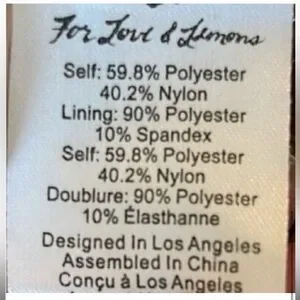 For Love & Lemons
Self: 59.8% Polyester
40.2% Nylon
Lining: 90% Polyester
10% Spandex
Self: 59.8% Polyester
40.2% Nylon
Doublure: 90% Polyester
10% Élasthanne
Designed In Los Angeles
Assembled In China
Conçu à Los Angeles